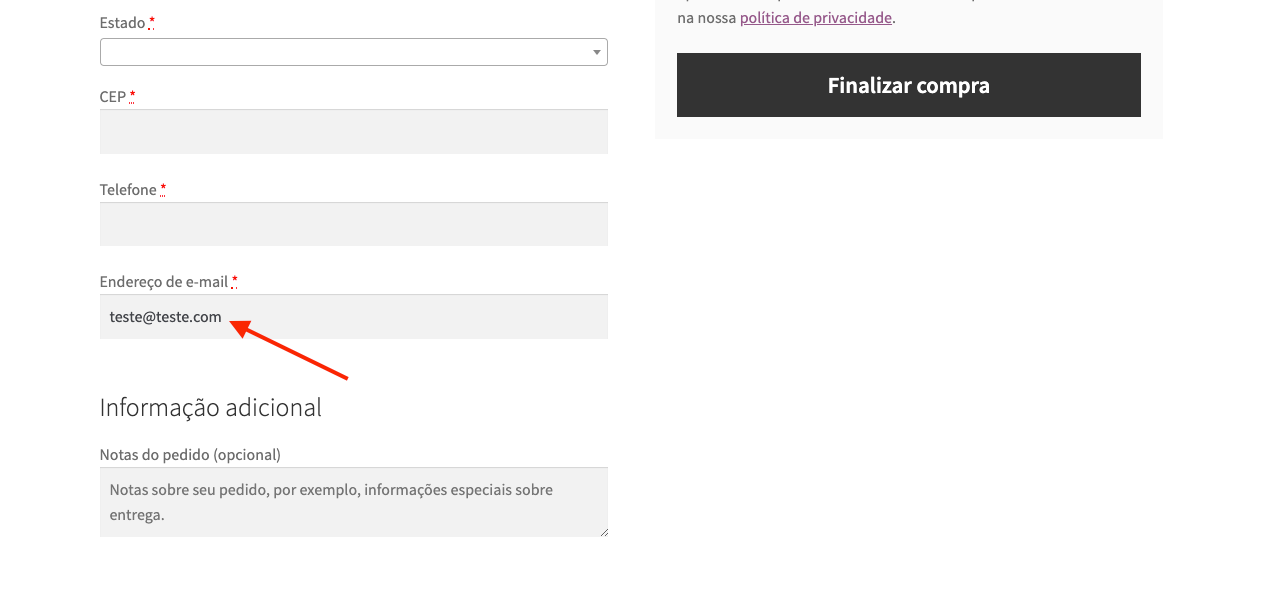 Estado *
CEP *
Telefone *
Endereço de e-mail *
teste@teste.com
Informação adicional
Notas do pedido (opcional)
Notas sobre seu pedido, por exemplo, informações especiais sobre
entrega.
na nossa política de privacidade.
Finalizar compra